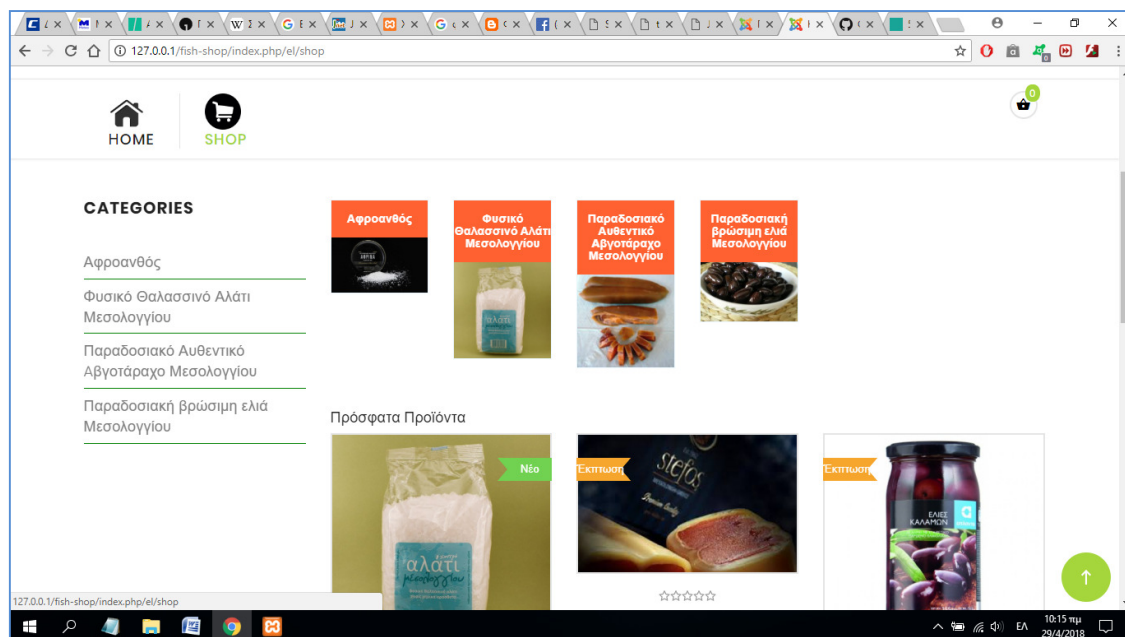 127.0.0.1/fish-shop/index.php/el/shop
0
HOME
SHOP
CATEGORIES
Αφροανθός
Φυσικό Θαλασσινό Αλάτι
Μεσολογγίου
Παραδοσιακό Αυθεντικό
Αβγοτάραχο Μεσολογγίου
Παραδοσιακή βρώσιμη ελιά
Μεσολογγίου
Αφροανθός
Φυσικό
Θαλασσινό Αλάτι
Μεσολογγίου
Παραδοσιακό
Αυθεντικό
Αβγοτάραχο
Μεσολογγίου
Παραδοσιακή
βρώσιμη ελιά
Μεσολογγίου
αλάτι
Πρόσφατα Προϊόντα
Νέο
αλάτι
μεσολογγίου
Έκπτωση
stefos
Έκπτωση
ΕΛΙΕΣ
ΚΑΛΑΜΩΝ
127.0.0.1/fish-shop/index.php/el/shop
ΕΛ
10:15 πμ
29/4/2018